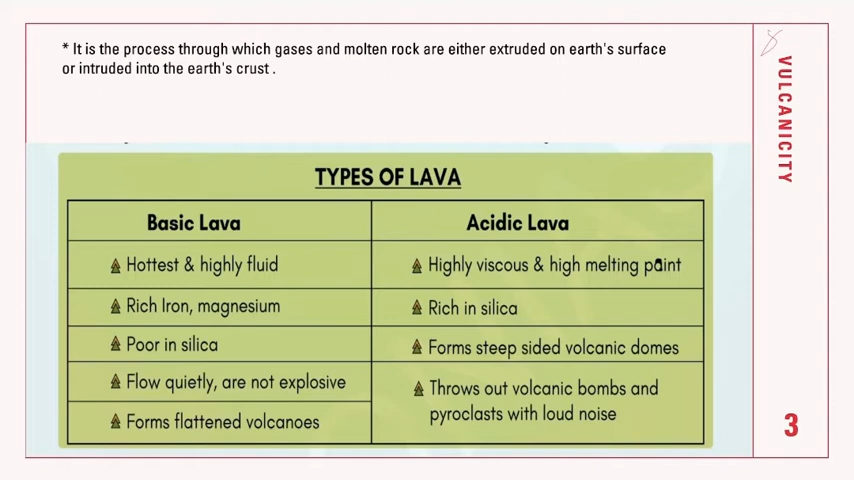 * It is the process through which gases and molten rock are either extruded on earth's surface
or intruded into the earth's crust .
VULCANICITY
TYPES OF LAVA
Basic Lava
Acidic Lava
Hottest & highly fluid
Highly viscous & high melting paint
Rich Iron, magnesium
Rich in silica
Poor in silica
Forms steep sided volcanic domes
Flow quietly, are not explosive
Throws out volcanic bombs and
pyroclasts with loud noise
Forms flattened volcanoes
3